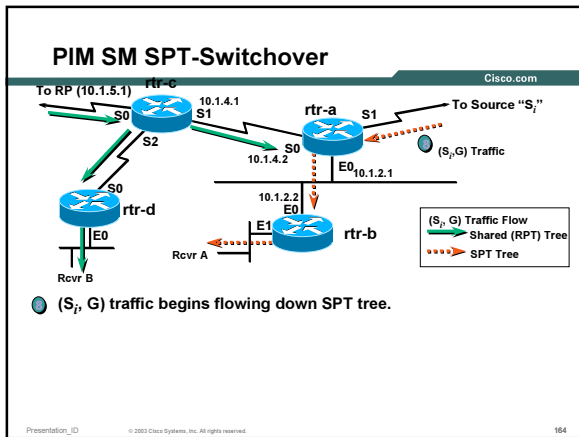 PIM SM SPT-Switchover
Cisco.com
To RP (10.1.5.1)
rtr-c
10.1.4.1
S0
S1
S2
rtr-a
S1
To Source "Si"
S0
10.1.4.2
(Si,G) Traffic
E0
10.1.2.1
S0
rtr-d
E0
Rcvr B
10.1.2.2
E0
E1
rtr-b
Rcvr A
(Si, G) Traffic Flow
Shared (RPT) Tree
SPT Tree
(Si, G) traffic begins flowing down SPT tree.
Presentation_ID
© 2003 Cisco Systems, Inc. All rights reserved.
164